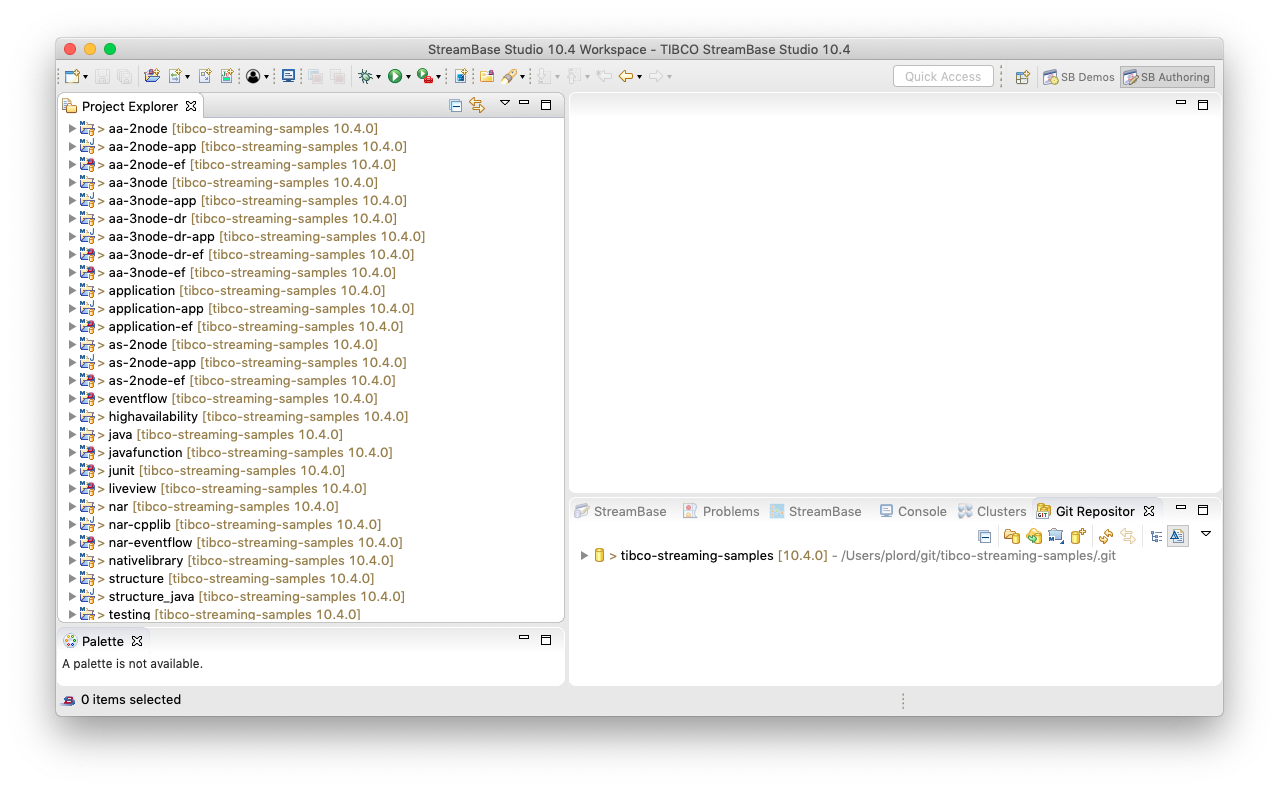 StreamBase Studio 10.4 Workspace - TIBCO StreamBase Studio 10.4
Quick Access
SB Demos
SB Authoring
Project Explorer
> aa-2node [tibco-streaming-samples 10.4.0]
> aa-2node-app [tibco-streaming-samples 10.4.0]
> aa-2node-ef [tibco-streaming-samples 10.4.0]
> aa-3node [tibco-streaming-samples 10.4.0]
> aa-3node-app [tibco-streaming-samples 10.4.0]
> aa-3node-dr [tibco-streaming-samples 10.4.0]
> aa-3node-dr-app [tibco-streaming-samples 10.4.0]
> aa-3node-dr-ef [tibco-streaming-samples 10.4.0]
> aa-3node-ef [tibco-streaming-samples 10.4.0]
> application [tibco-streaming-samples 10.4.0]
> application-app [tibco-streaming-samples 10.4.0]
> application-ef [tibco-streaming-samples 10.4.0]
> as-2node [tibco-streaming-samples 10.4.0]
> as-2node-app [tibco-streaming-samples 10.4.0]
> as-2node-ef [tibco-streaming-samples 10.4.0]
> eventflow [tibco-streaming-samples 10.4.0]
> highavailability [tibco-streaming-samples 10.4.0]
> java [tibco-streaming-samples 10.4.0]
> javafunction [tibco-streaming-samples 10.4.0]
> junit [tibco-streaming-samples 10.4.0]
> liveview [tibco-streaming-samples 10.4.0]
> nar [tibco-streaming-samples 10.4.0]
> nar-cpplib [tibco-streaming-samples 10.4.0]
> nar-eventflow [tibco-streaming-samples 10.4.0]
> nativelibrary [tibco-streaming-samples 10.4.0]
> structure [tibco-streaming-samples 10.4.0]
> structure_java [tibco-streaming-samples 10.4.0]
> testing [tibco-streaming-samples 10.4.0]
Palette
A palette is not available.
StreamBase
Problems
StreamBase
Console
Clusters
Git Repositor
> tibco-streaming-samples [10.4.0] - /Users/plord/git/tibco-streaming-samples/.git
0 items selected